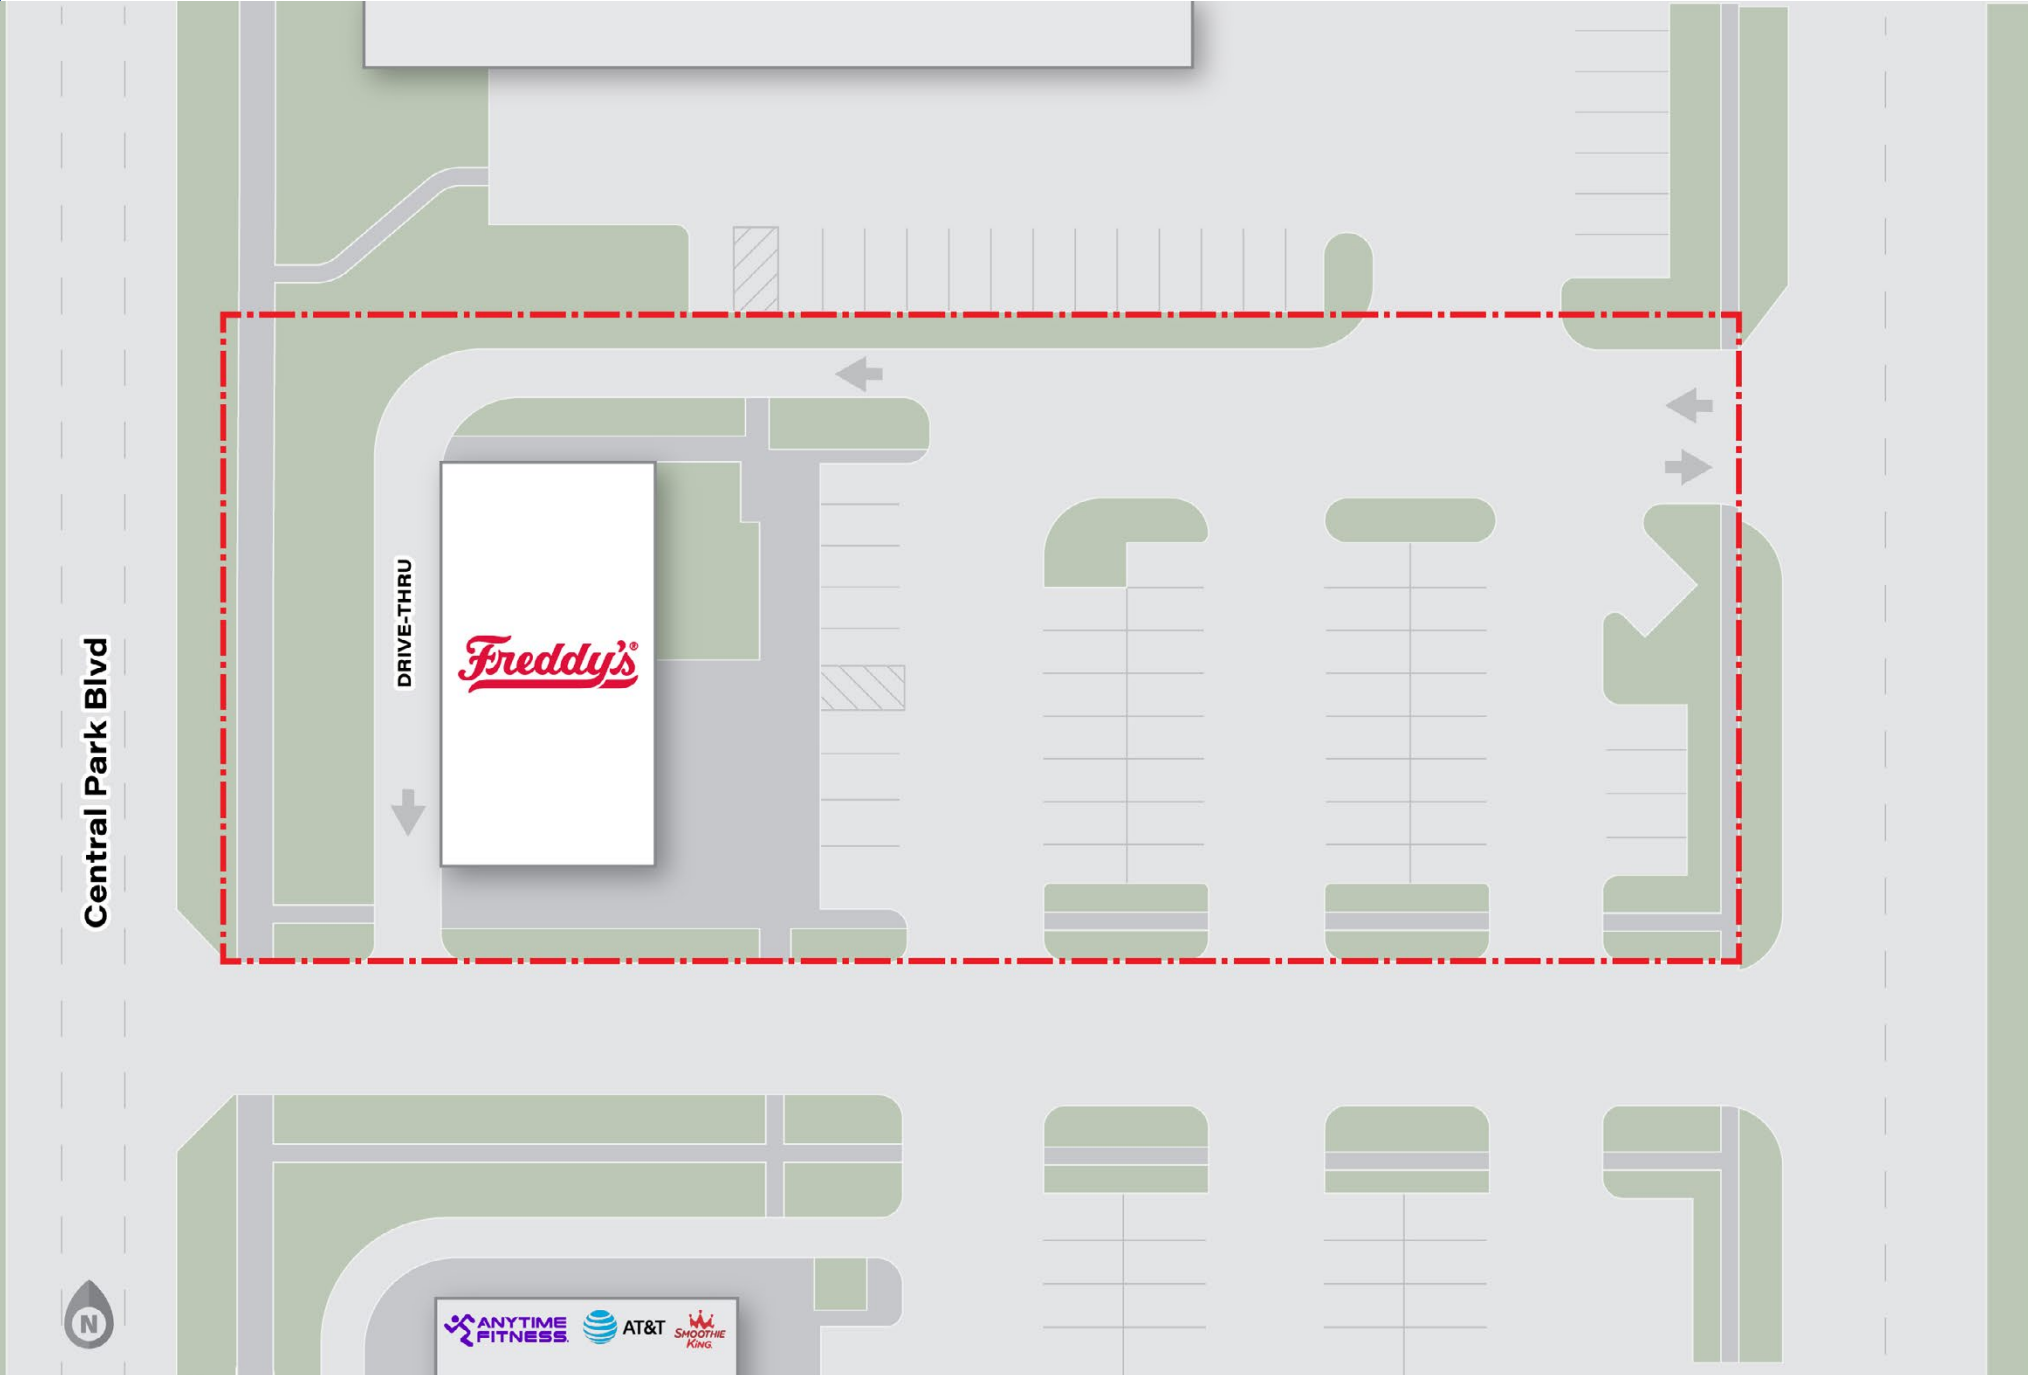 Central Park Blvd
DRIVE-THRU
Freddy's®
N
ANYTIME
FITNESS
AT&T
SMOOTHIE
KING